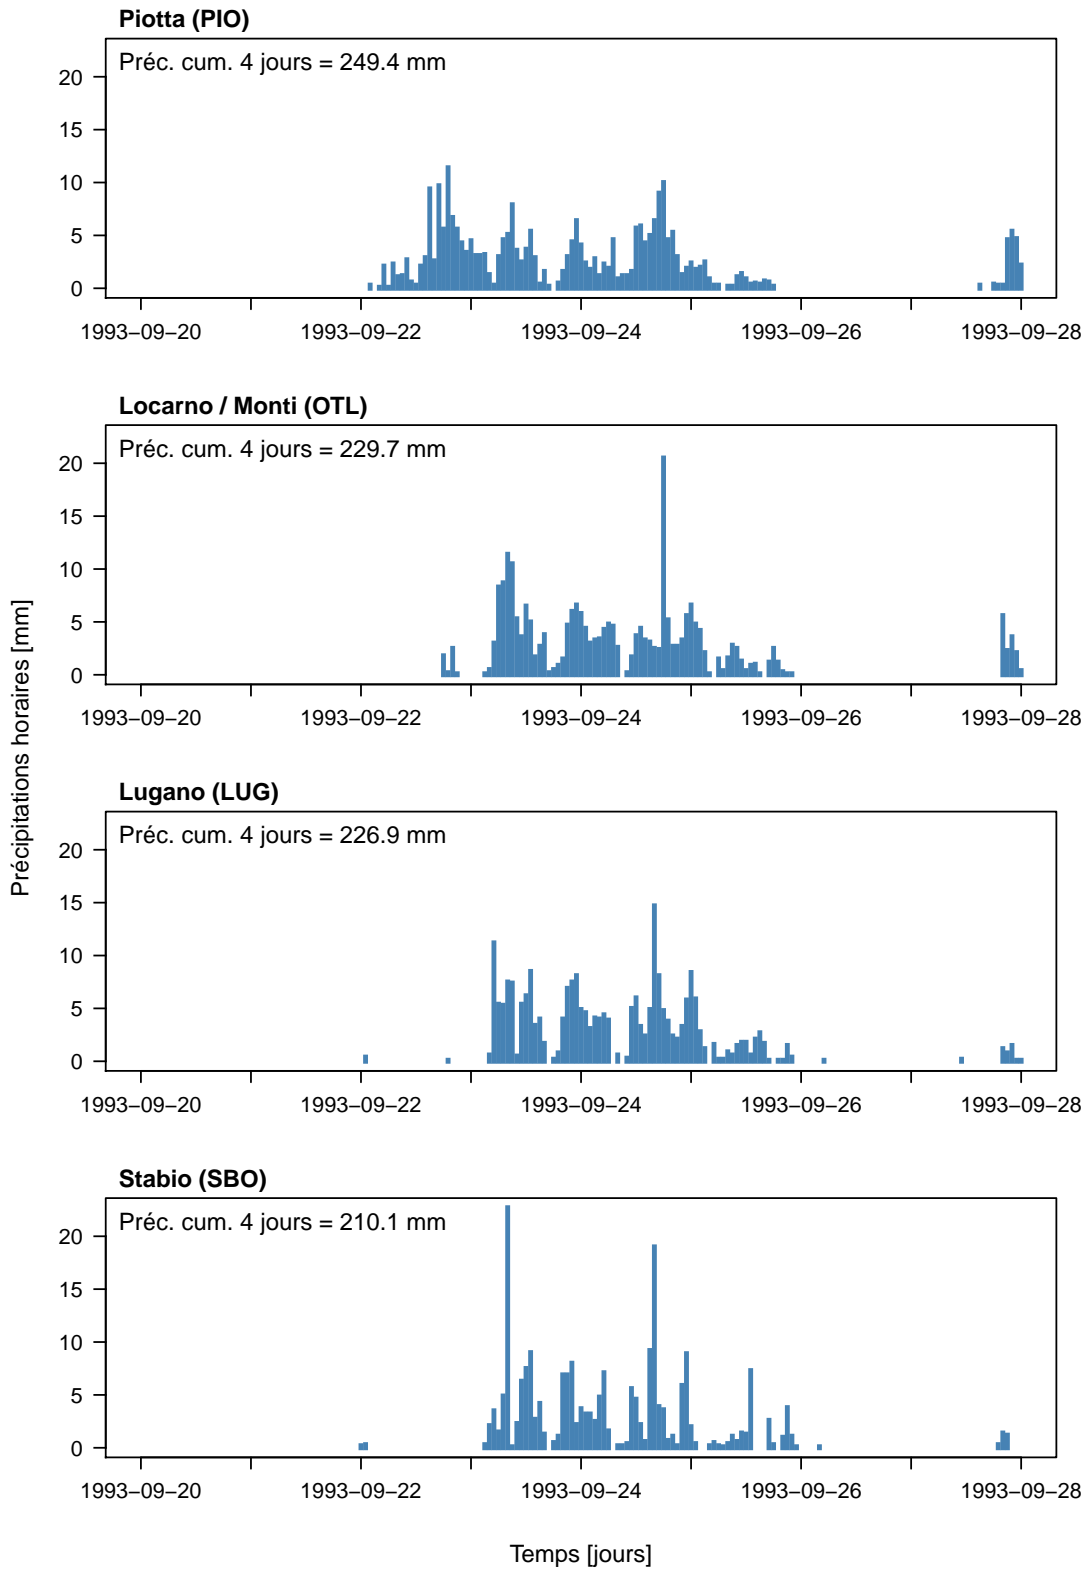 Piotta (PIO)
Préc. cum. 4 jours = 249.4 mm
20
15
10
5
0
1993−09−20 1993−09−22 1993−09−24 1993−09−26 1993−09−28
Locarno / Monti (OTL)
Préc. cum. 4 jours = 229.7 mm
20
15
10
5
0
1993−09−20 1993−09−22 1993−09−24 1993−09−26 1993−09−28
Précipitations horaires [mm]
Lugano (LUG)
Préc. cum. 4 jours = 226.9 mm
20
15
10
5
0
1993−09−20 1993−09−22 1993−09−24 1993−09−26 1993−09−28
Stabio (SBO)
Préc. cum. 4 jours = 210.1 mm
20
15
10
5
0
1993−09−20 1993−09−22 1993−09−24 1993−09−26 1993−09−28
Temps [jours]